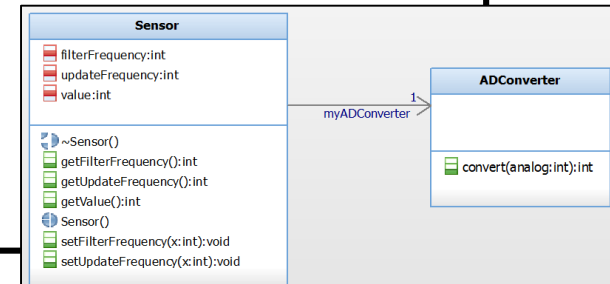 Sensor
filterFrequency:int
updateFrequency:int
value:int
~Sensor()
getFilterFrequency():int
getUpdateFrequency():int
getValue():int
Sensor()
setFilterFrequency(x:int):void
setUpdateFrequency(x:int):void
1
myADConverter
ADConverter
convert(analog:int):int